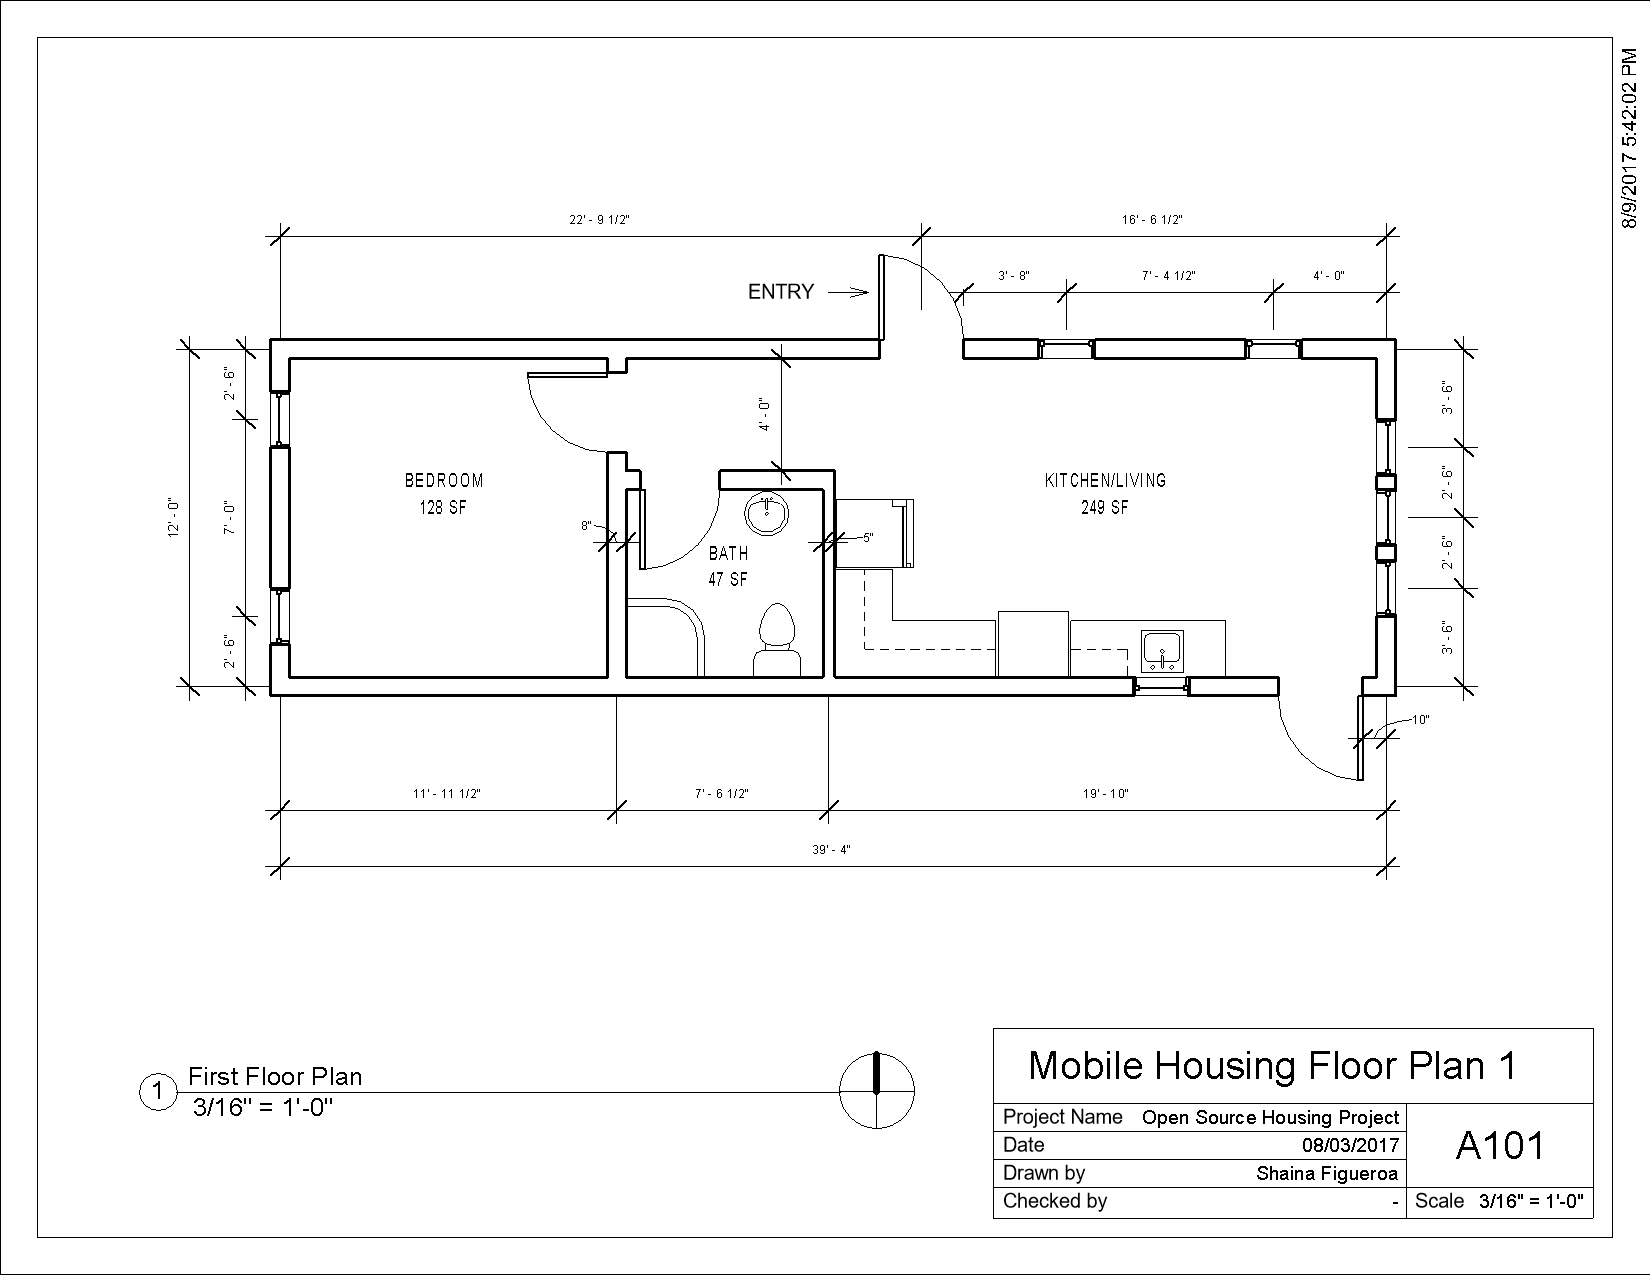 8/9/2017 5:42:02 PM
22' - 9 1/2"
16' - 6 1/2"
3' - 8"
7' - 4 1/2"
4' - 0"
ENTRY
12' - 0"
2' - 6"
7' - 0"
2' - 6"
4' - 0"
3' - 6"
2' - 6"
2' - 6"
3' - 6"
BEDROOM
128 SF
KITCHEN/LIVING
249 SF
8"
BATH
47 SF
5"
10"
11' - 11 1/2"
7' - 6 1/2"
19' - 10"
39' - 4"
1
First Floor Plan
3/16" = 1'-0"
Mobile Housing Floor Plan 1
Project Name Open Source Housing Project
Date 08/03/2017
Drawn by Shaina Figueroa
Checked by -
A101
Scale 3/16" = 1'-0"